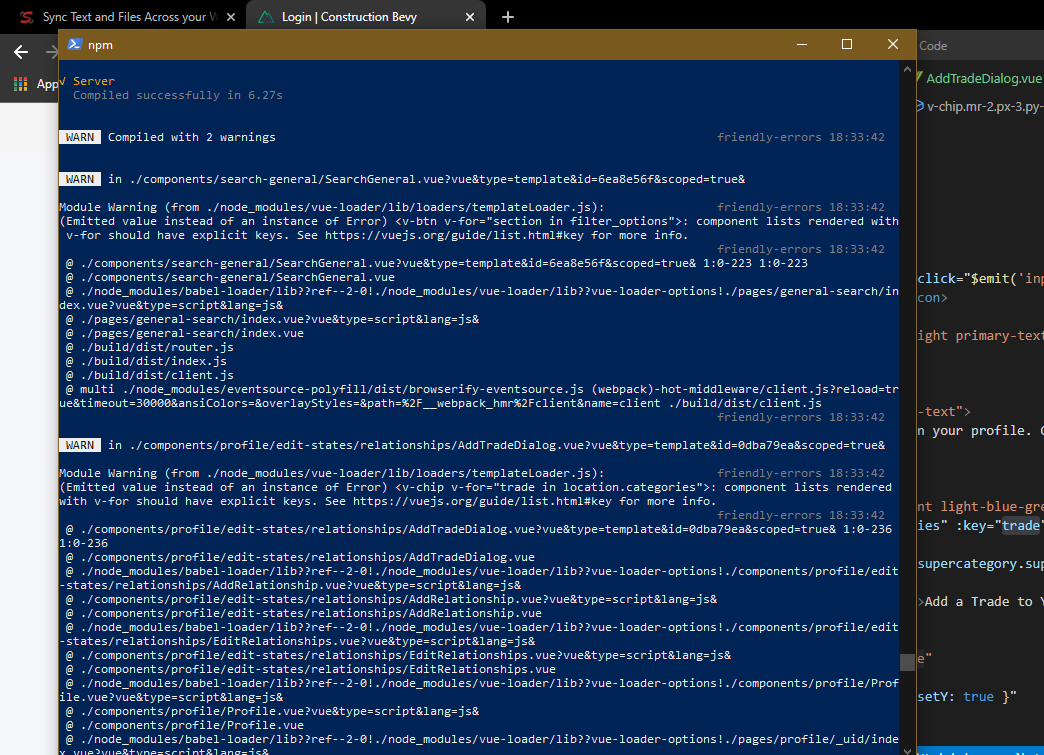 Sync Text and Files Across your
Login | Construction Bevy
npm
Code
App
AddTradeDialog.vue
v-chip.mr-2.px-3.py-
√ Server
Compiled successfully in 6.27s
WARN Compiled with 2 warnings friendly-errors 18:33:42
WARN in ./components/search-general/SearchGeneral.vue?vue&type=template&id=6ea8e56f&scoped=true&
Module Warning (from ./node_modules/vue-loader/lib/loaders/templateLoader.js): friendly-errors 18:33:42
(Emitted value instead of an instance of Error) <v-btn v-for="section in filter_options">: component lists rendered with
v-for should have explicit keys. See https://vuejs.org/guide/list.html#key for more info.
friendly-errors 18:33:42
@ ./components/search-general/SearchGeneral.vue?vue&type=template&id=6ea8e56f&scoped=true& 1:0-223 1:0-223
@ ./components/search-general/SearchGeneral.vue
@ ./node_modules/babel-loader/lib??ref--2-0!./node_modules/vue-loader/lib??vue-loader-options!./pages/general-search/in
dex.vue?vue&type=script&lang=js&
@ ./pages/general-search/index.vue?vue&type=script&lang=js&
@ ./pages/general-search/index.vue
@ ./build/dist/router.js
@ ./build/dist/index.js
@ ./build/dist/client.js
@ multi ./node_modules/eventsource-polyfill/dist/browserify-eventsource.js (webpack)-hot-middleware/client.js?reload=tr
ue&timeout=30000&ansiColors=&overlayStyles=&path=%2F__webpack_hmr%2Fclient&name=client ./build/dist/client.js
friendly-errors 18:33:42
WARN in ./components/profile/edit-states/relationships/AddTradeDialog.vue?vue&type=template&id=0dba79ea&scoped=true&
Module Warning (from ./node_modules/vue-loader/lib/loaders/templateLoader.js): friendly-errors 18:33:42
(Emitted value instead of an instance of Error) <v-chip v-for="trade in location.categories">: component lists rendered
with v-for should have explicit keys. See https://vuejs.org/guide/list.html#key for more info.
friendly-errors 18:33:42
@ ./components/profile/edit-states/relationships/AddTradeDialog.vue?vue&type=template&id=0dba79ea&scoped=true& 1:0-236
1:0-236
@ ./components/profile/edit-states/relationships/AddTradeDialog.vue
@ ./node_modules/babel-loader/lib??ref--2-0!./node_modules/vue-loader/lib??vue-loader-options!./components/profile/edit
-states/relationships/AddRelationship.vue?vue&type=script&lang=js&
@ ./components/profile/edit-states/relationships/AddRelationship.vue?vue&type=script&lang=js&
@ ./components/profile/edit-states/relationships/AddRelationship.vue
@ ./node_modules/babel-loader/lib??ref--2-0!./node_modules/vue-loader/lib??vue-loader-options!./components/profile/edit
-states/relationships/EditRelationships.vue?vue&type=script&lang=js&
@ ./components/profile/edit-states/relationships/EditRelationships.vue?vue&type=script&lang=js&
@ ./components/profile/edit-states/relationships/EditRelationships.vue
@ ./node_modules/babel-loader/lib??ref--2-0!./node_modules/vue-loader/lib??vue-loader-options!./components/profile/Prof
ile.vue?vue&type=script&lang=js&
@ ./components/profile/Profile.vue?vue&type=script&lang=js&
@ ./components/profile/Profile.vue
@ ./node_modules/babel-loader/lib??ref--2-0!./node_modules/vue-loader/lib??vue-loader-options!./pages/profile/_uid/inde
x.vue?vue&type=script&lang=js&
click="$emit('inp
con>
ight primary-text
-text">
n your profile. C
nt light-blue-gre
ies" :key="trade"
supercategory.sup
>Add a Trade to Y
e"
setY: true }"